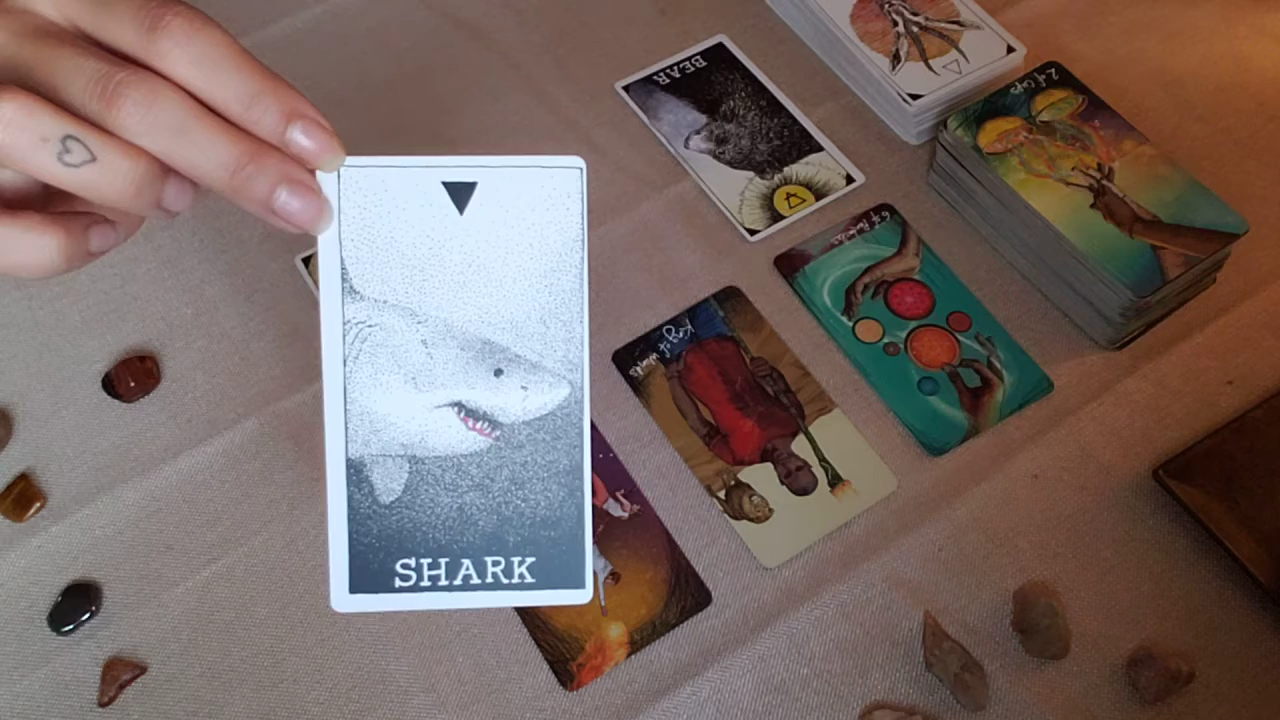 SHARK
BEAR
2 of Cups
6 of Pentacles
King of Wands